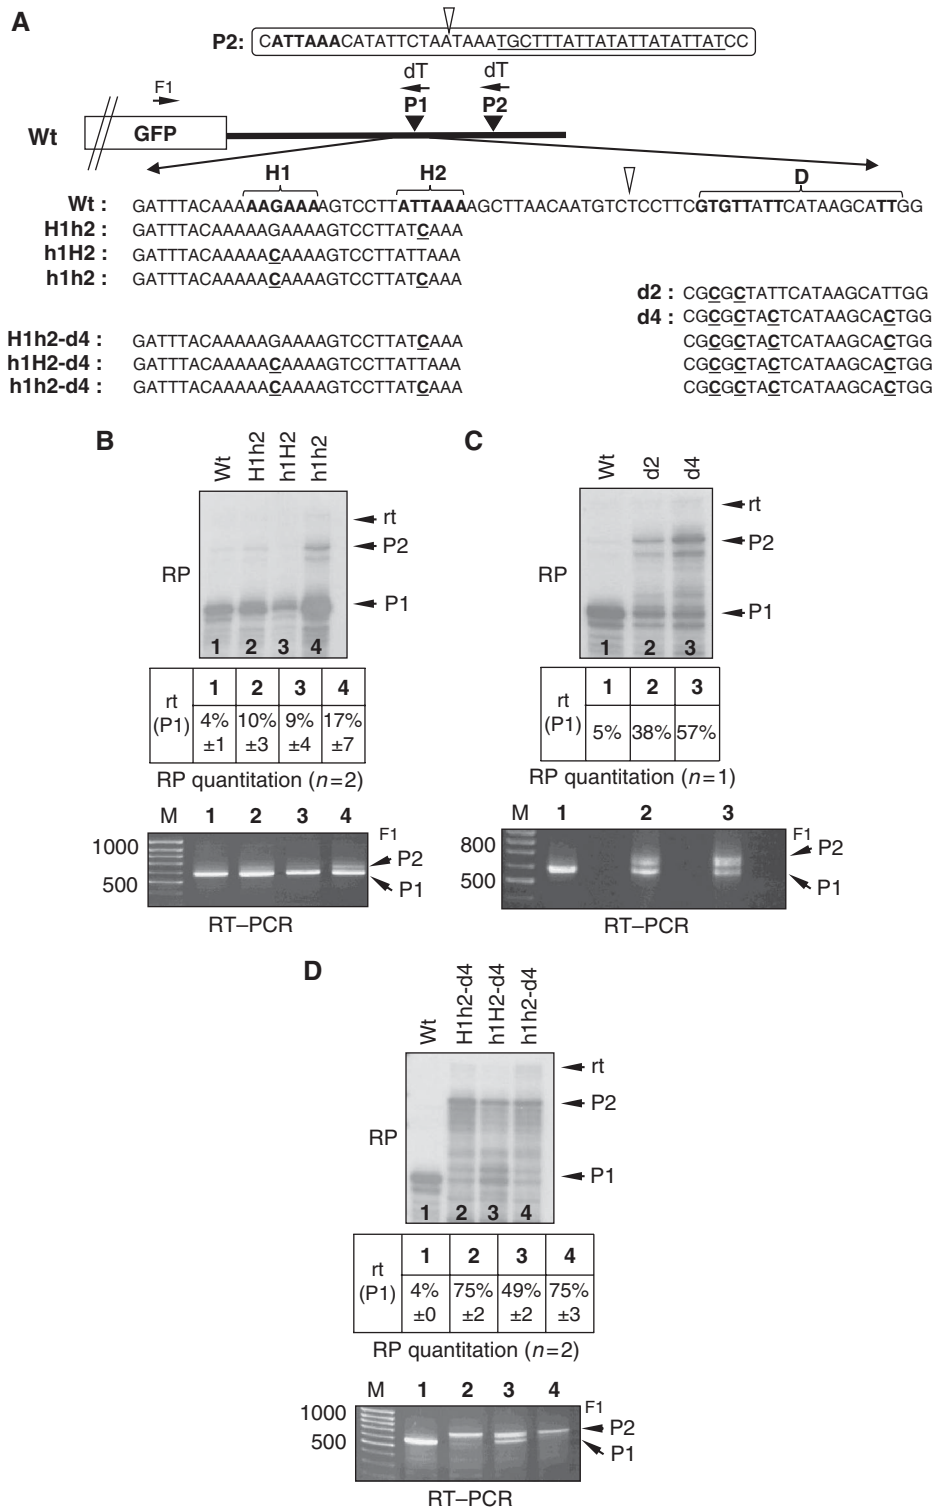 A
P2: CATTAAACATATTCTAATAAATGCTTTATTATATTATATTATCC
F1
dT dT
P1 P2
Wt GFP
H1 H2 D
Wt : GATTTACAAAAAGAAAAGTCCTTATTAAAAGCTTAACAATGTCTCCTTCGTGTTATTCATAAGCATTGG
H1h2 : GATTTACAAAAAGAAAAGTCCTTATCAAA
h1H2 : GATTTACAAAAACAAAAGTCCTTATTAAA
h1h2 : GATTTACAAAAACAAAAGTCCTTATCAAA
d2 : CGCGCTATTCATAAGCATTGG
d4 : CGCGCTACTCATAAGCACTGG
H1h2-d4 : GATTTACAAAAAGAAAAGTCCTTATCAAA CGCGCTACTCATAAGCACTGG
h1H2-d4 : GATTTACAAAAACAAAAGTCCTTATTAAA CGCGCTACTCATAAGCACTGG
h1h2-d4 : GATTTACAAAAACAAAAGTCCTTATCAAA CGCGCTACTCATAAGCACTGG
B
Wt H1h2 h1H2 h1h2
rt
P2
RP
P1
1 2 3 4
rt (P1) 1 2 3 4
4% ±1 10% ±3 9% ±4 17% ±7
RP quantitation (n=2)
M 1 2 3 4 F1
1000
500
P2
P1
RT–PCR
C
Wt d2 d4
rt
P2
RP
P1
1 2 3
rt (P1) 1 2 3
5% 38% 57%
RP quantitation (n=1)
M 1 2 3 F1
800
500
P2
P1
RT–PCR
D
Wt H1h2-d4 h1H2-d4 h1h2-d4
rt
P2
RP
P1
1 2 3 4
rt (P1) 1 2 3 4
4% ±0 75% ±2 49% ±2 75% ±3
RP quantitation (n=2)
M 1 2 3 4 F1
1000
500
P2
P1
RT–PCR